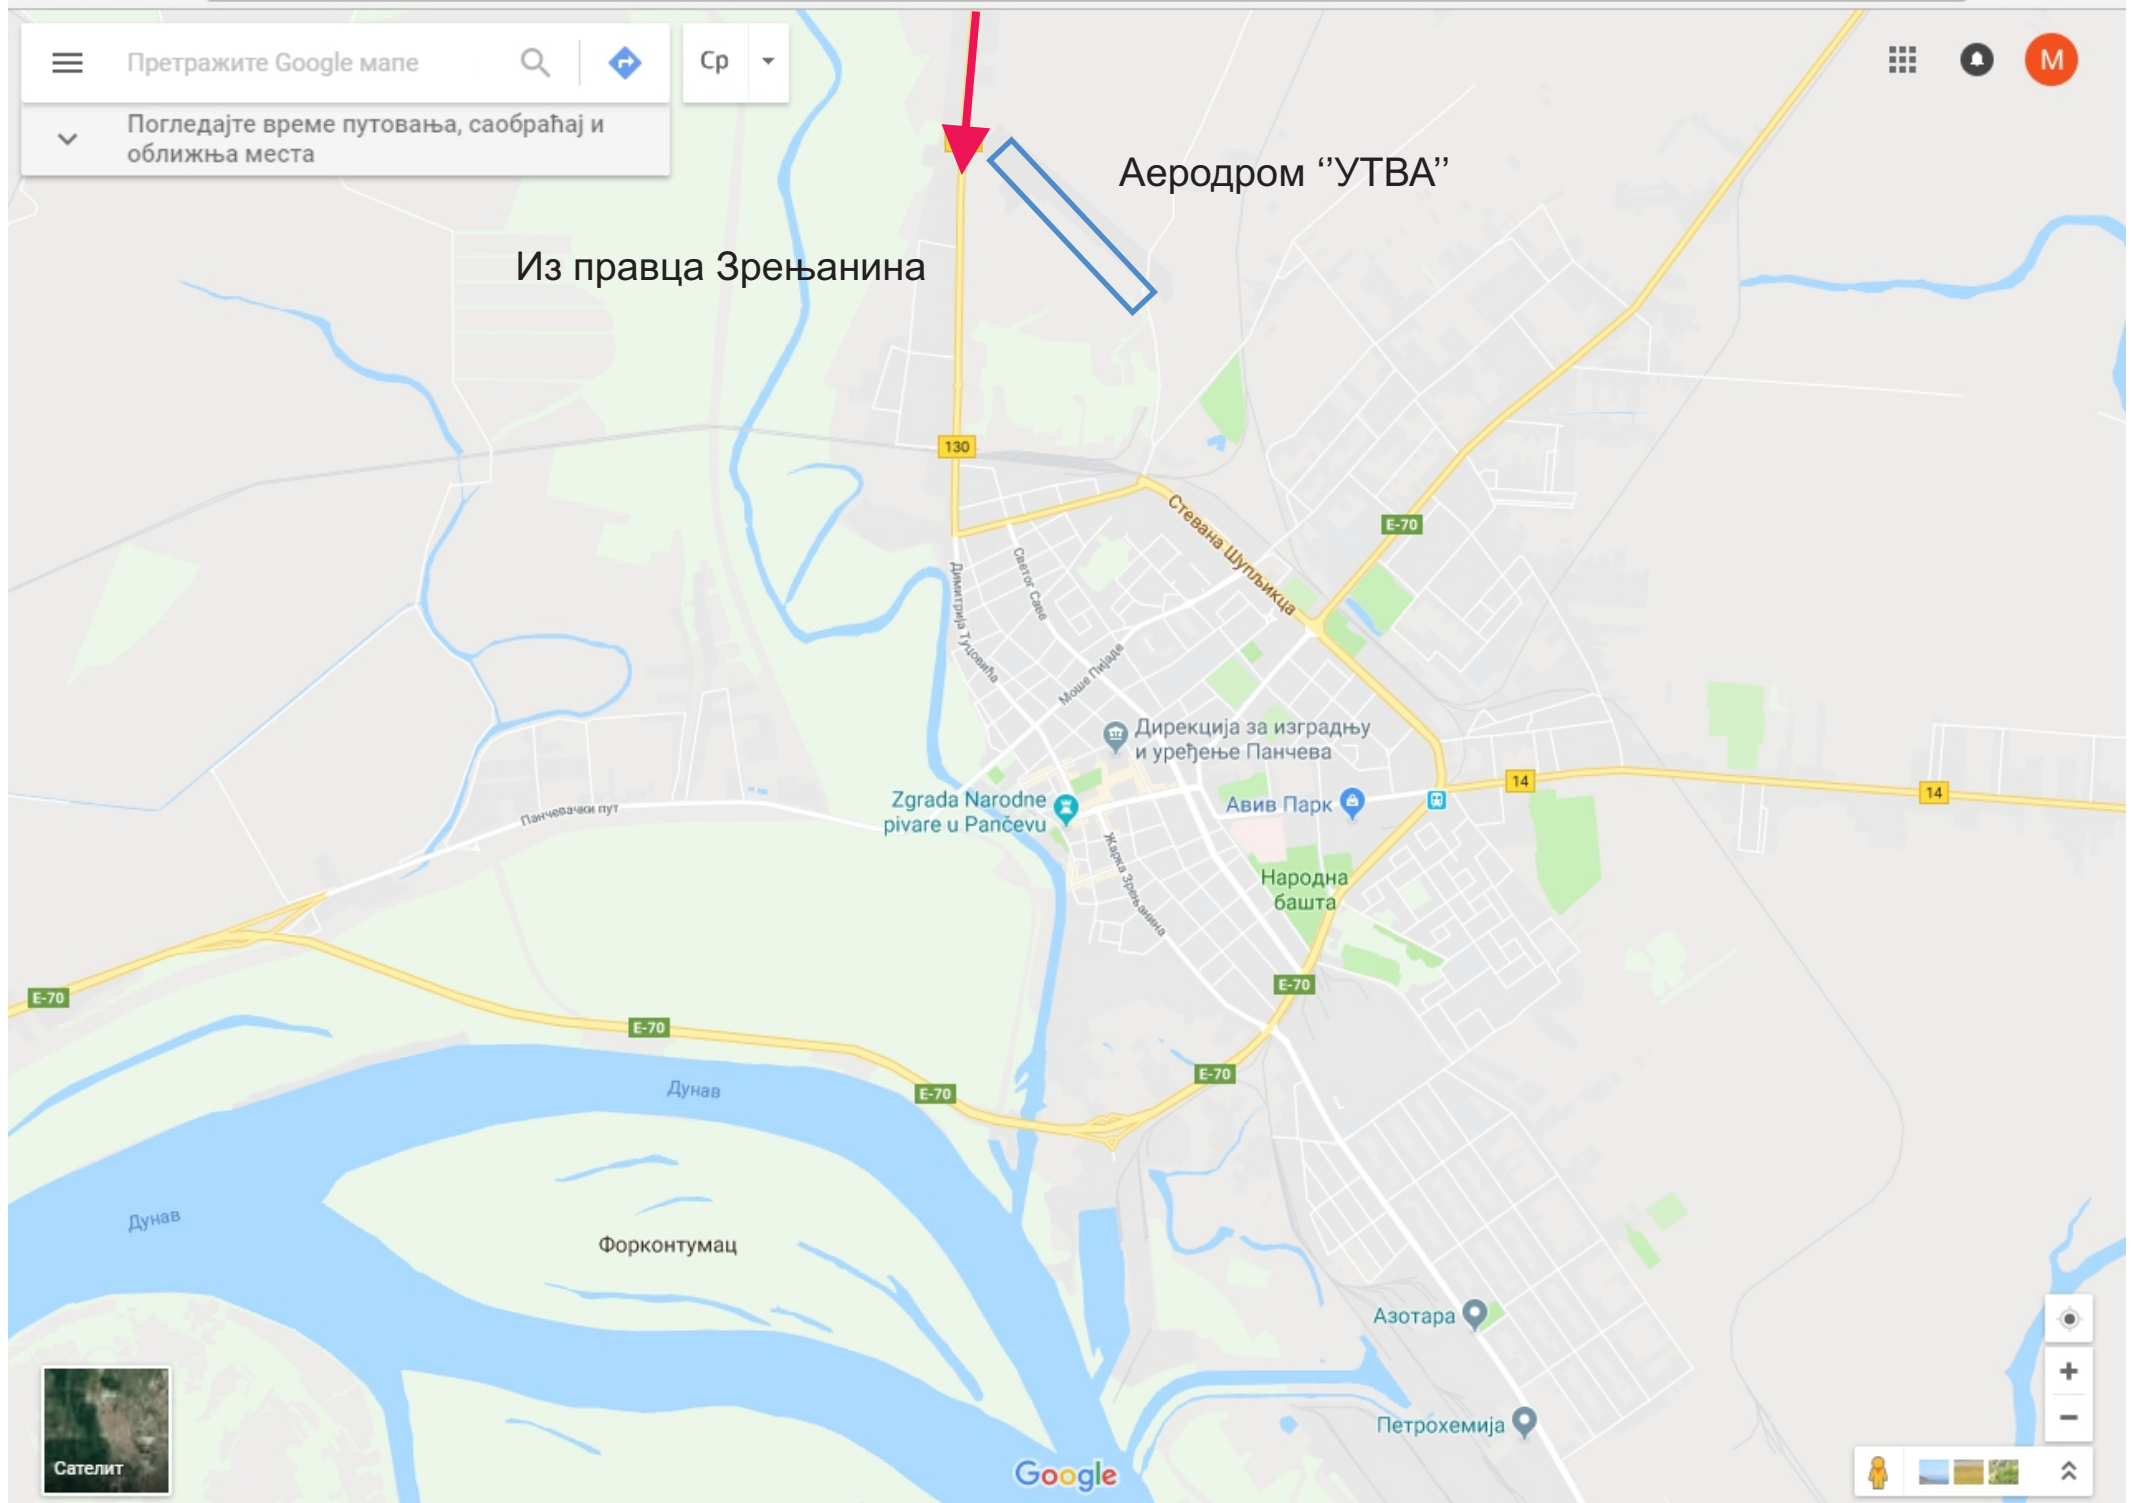 Претражите Google мапе
Ср
M
Погледајте време путовања, саобраћај и
оближња места
Аеродром ‘’УТВА’’
Из правца Зрењанина
130
Стевана Шупљикца
E-70
Светог Саве
Димитрија Туцовића
Моше Пијаде
Дирекција за изградњу
и уређење Панчева
14
14
Zgrada Narodne
pivare u Pančevu
Авив Парк
Панчевачки пут
Жарка Зрењанина
Народна
башта
E-70
E-70
E-70
E-70
E-70
Дунав
Дунав
Форконтумац
Азотара
Петрохемија
Сателит
Google